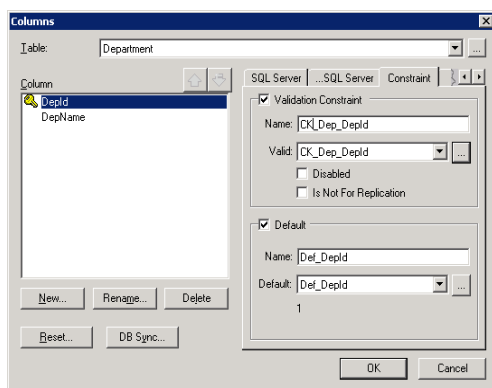 Columns
Table: Department ...
Column
DepId
DepName
New... Rename... Delete
Reset... DB Sync...
SQL Server ...SQL Server Constraint
Validation Constraint
Name: CK_Dep_DepId
Valid: CK_Dep_DepId ...
Disabled
Is Not For Replication
Default
Name: Def_DepId
Default: Def_DepId ...
1
OK Cancel